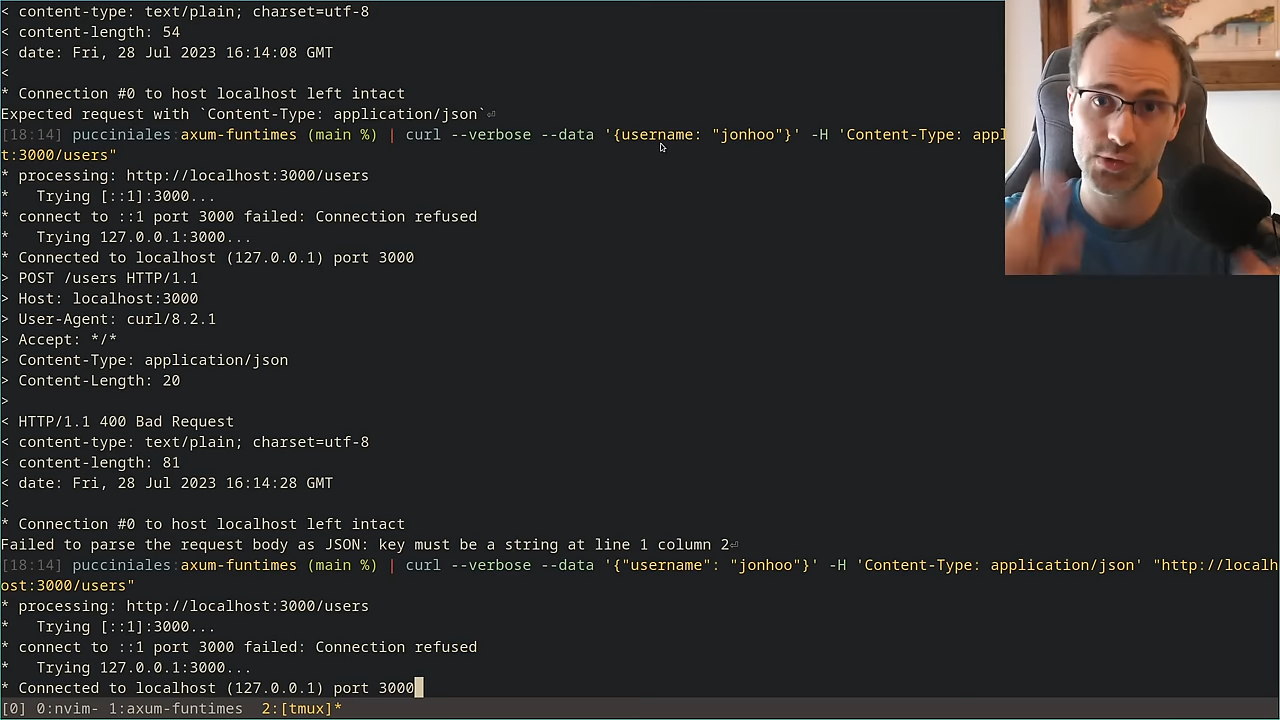 < content-type: text/plain; charset=utf-8
< content-length: 54
< date: Fri, 28 Jul 2023 16:14:08 GMT
<
* Connection #0 to host localhost left intact
Expected request with `Content-Type: application/json`⏎
[18:14] pucciniales:axum-funtimes (main %) | curl --verbose --data '{username: "jonhoo"}' -H 'Content-Type: appl
t:3000/users"
* processing: http://localhost:3000/users
*   Trying [::1]:3000...
* connect to ::1 port 3000 failed: Connection refused
*   Trying 127.0.0.1:3000...
* Connected to localhost (127.0.0.1) port 3000
> POST /users HTTP/1.1
> Host: localhost:3000
> User-Agent: curl/8.2.1
> Accept: */*
> Content-Type: application/json
> Content-Length: 20
>
< HTTP/1.1 400 Bad Request
< content-type: text/plain; charset=utf-8
< content-length: 81
< date: Fri, 28 Jul 2023 16:14:28 GMT
<
* Connection #0 to host localhost left intact
Failed to parse the request body as JSON: key must be a string at line 1 column 2⏎
[18:14] pucciniales:axum-funtimes (main %) | curl --verbose --data '{"username": "jonhoo"}' -H 'Content-Type: application/json' "http://localh
ost:3000/users"
* processing: http://localhost:3000/users
*   Trying [::1]:3000...
* connect to ::1 port 3000 failed: Connection refused
*   Trying 127.0.0.1:3000...
* Connected to localhost (127.0.0.1) port 3000
[0] 0:nvim- 1:axum-funtimes  2:[tmux]*